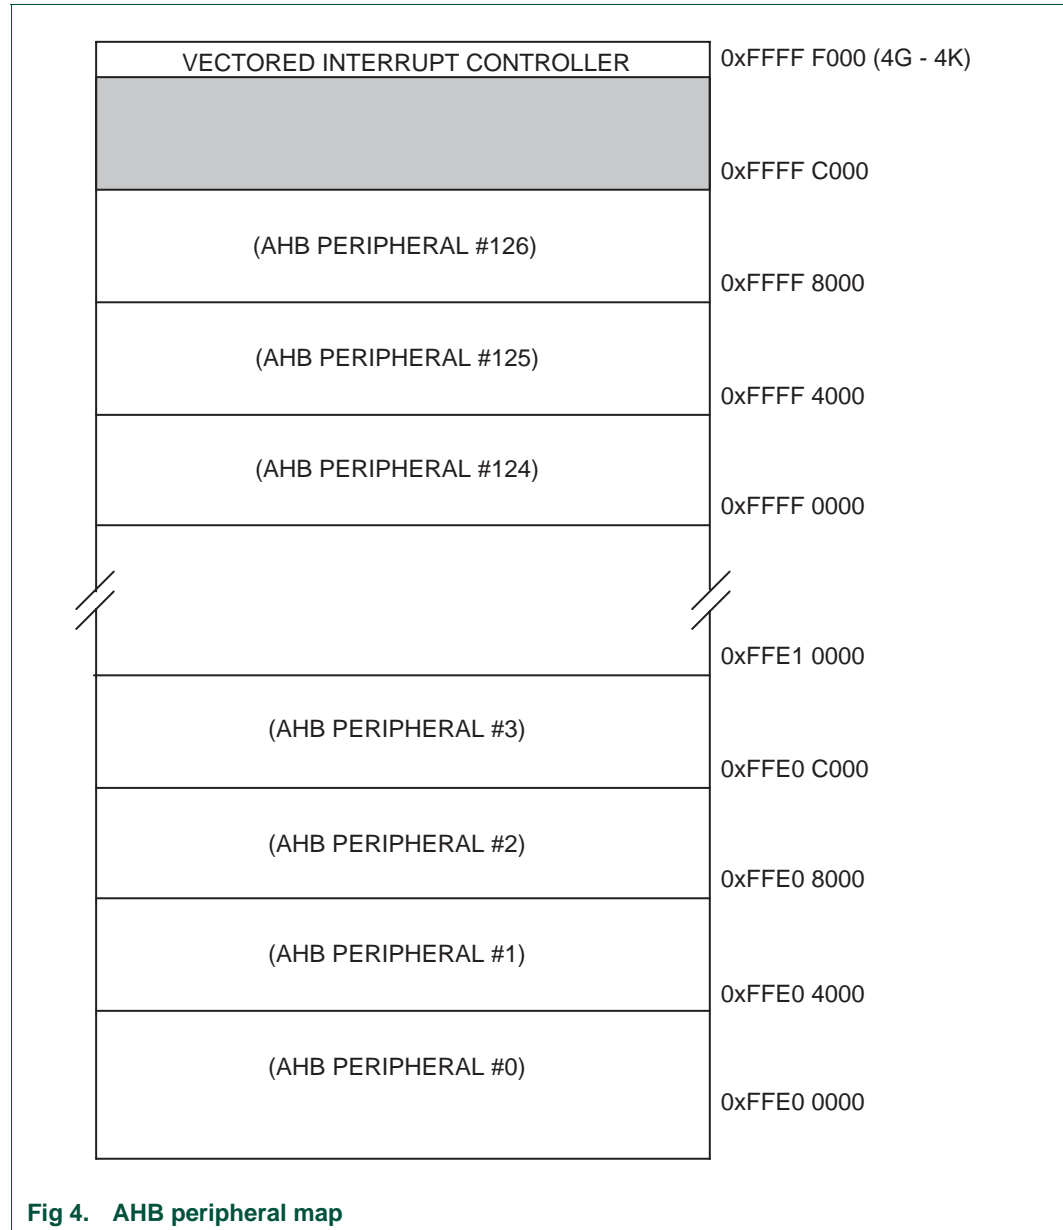 VECTORED INTERRUPT CONTROLLER
0xFFFF F000 (4G - 4K)
0xFFFF C000
(AHB PERIPHERAL #126)
0xFFFF 8000
(AHB PERIPHERAL #125)
0xFFFF 4000
(AHB PERIPHERAL #124)
0xFFFF 0000
0xFFE1 0000
(AHB PERIPHERAL #3)
0xFFE0 C000
(AHB PERIPHERAL #2)
0xFFE0 8000
(AHB PERIPHERAL #1)
0xFFE0 4000
(AHB PERIPHERAL #0)
0xFFE0 0000
Fig 4. AHB peripheral map